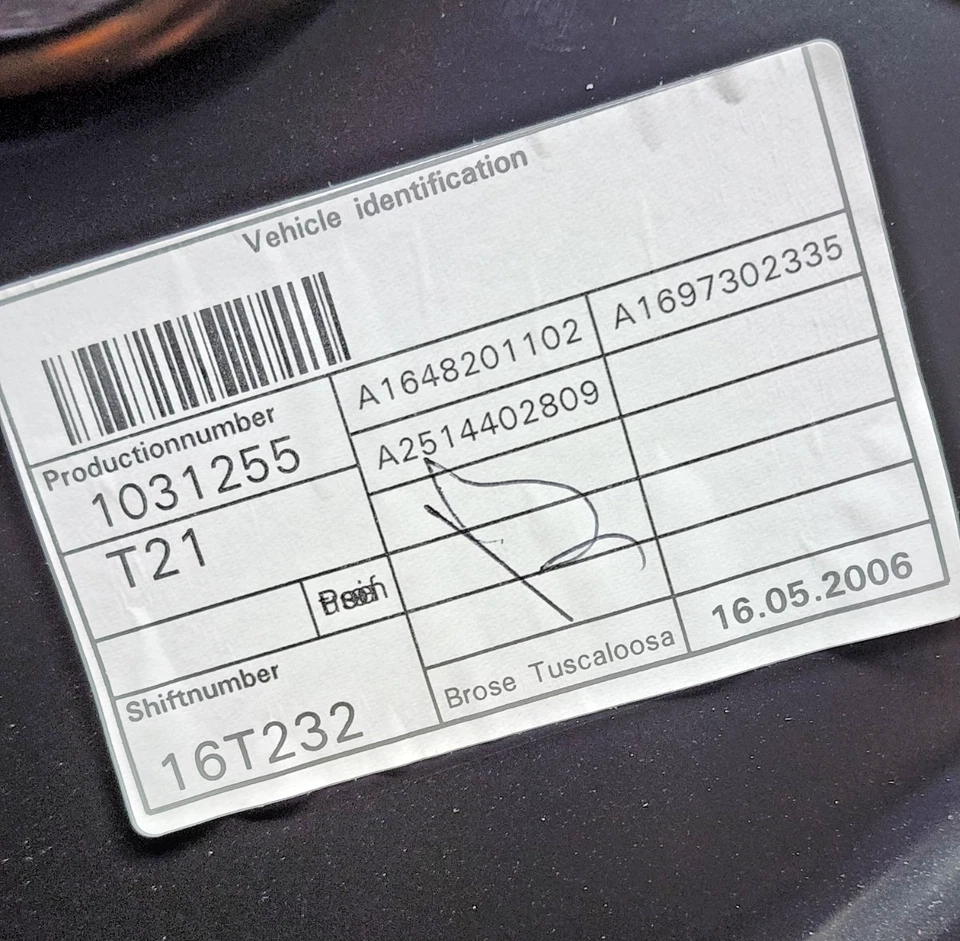 Vehicle identification
A1648201102 A1697302335
Productionnumber
1031255
A2514402809
T21
Shiftnumber
16T232
Brose Tuscaloosa 16.05.2006